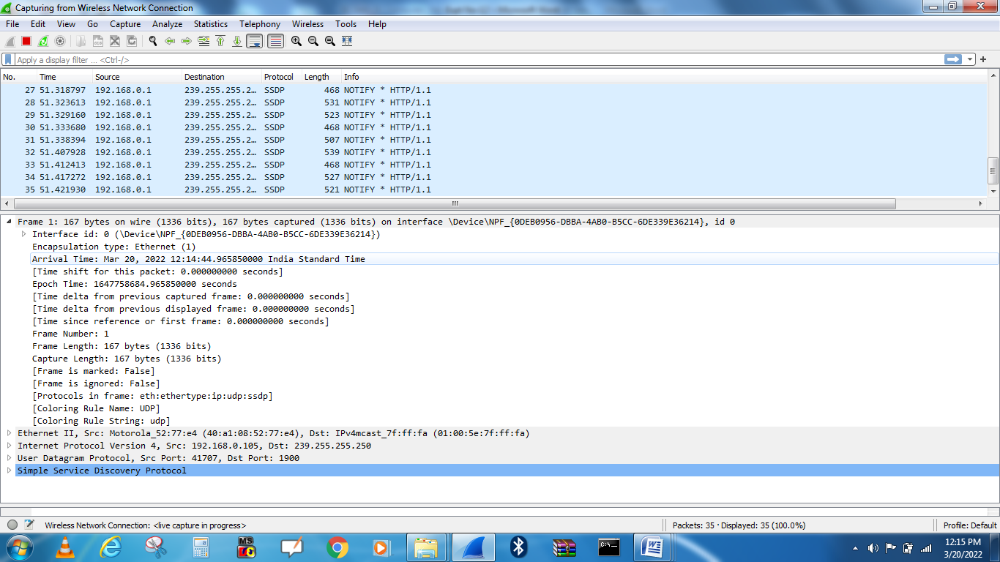 Capturing from Wireless Network Connection
File Edit View Go Capture Analyze Statistics Telephony Wireless Tools Help
Apply a display filter ... <Ctrl-/>
No. Time Source Destination Protocol Length Info
27 51.318797 192.168.0.1 239.255.255.2… SSDP 468 NOTIFY * HTTP/1.1
28 51.323613 192.168.0.1 239.255.255.2… SSDP 531 NOTIFY * HTTP/1.1
29 51.329160 192.168.0.1 239.255.255.2… SSDP 523 NOTIFY * HTTP/1.1
30 51.333680 192.168.0.1 239.255.255.2… SSDP 468 NOTIFY * HTTP/1.1
31 51.338394 192.168.0.1 239.255.255.2… SSDP 507 NOTIFY * HTTP/1.1
32 51.407928 192.168.0.1 239.255.255.2… SSDP 539 NOTIFY * HTTP/1.1
33 51.412413 192.168.0.1 239.255.255.2… SSDP 468 NOTIFY * HTTP/1.1
34 51.417272 192.168.0.1 239.255.255.2… SSDP 527 NOTIFY * HTTP/1.1
35 51.421930 192.168.0.1 239.255.255.2… SSDP 521 NOTIFY * HTTP/1.1
Frame 1: 167 bytes on wire (1336 bits), 167 bytes captured (1336 bits) on interface \Device\NPF_{0DEB0956-DBBA-4AB0-B5CC-6DE339E36214}, id 0
Interface id: 0 (\Device\NPF_{0DEB0956-DBBA-4AB0-B5CC-6DE339E36214})
Encapsulation type: Ethernet (1)
Arrival Time: Mar 20, 2022 12:14:44.965850000 India Standard Time
[Time shift for this packet: 0.000000000 seconds]
Epoch Time: 1647758684.965850000 seconds
[Time delta from previous captured frame: 0.000000000 seconds]
[Time delta from previous displayed frame: 0.000000000 seconds]
[Time since reference or first frame: 0.000000000 seconds]
Frame Number: 1
Frame Length: 167 bytes (1336 bits)
Capture Length: 167 bytes (1336 bits)
[Frame is marked: False]
[Frame is ignored: False]
[Protocols in frame: eth:ethertype:ip:udp:ssdp]
[Coloring Rule Name: UDP]
[Coloring Rule String: udp]
Ethernet II, Src: Motorola_52:77:e4 (40:a1:08:52:77:e4), Dst: IPv4mcast_7f:ff:fa (01:00:5e:7f:ff:fa)
Internet Protocol Version 4, Src: 192.168.0.105, Dst: 239.255.255.250
User Datagram Protocol, Src Port: 41707, Dst Port: 1900
Simple Service Discovery Protocol
Wireless Network Connection: <live capture in progress>
Packets: 35 · Displayed: 35 (100.0%)
Profile: Default
MS
C:\_
12:15 PM
3/20/2022